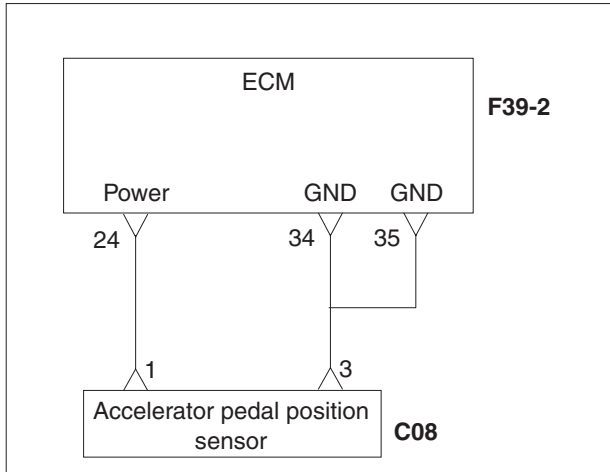 ECM
F39-2
Power GND GND
24 34 35
1 3
Accelerator pedal position
sensor
C08